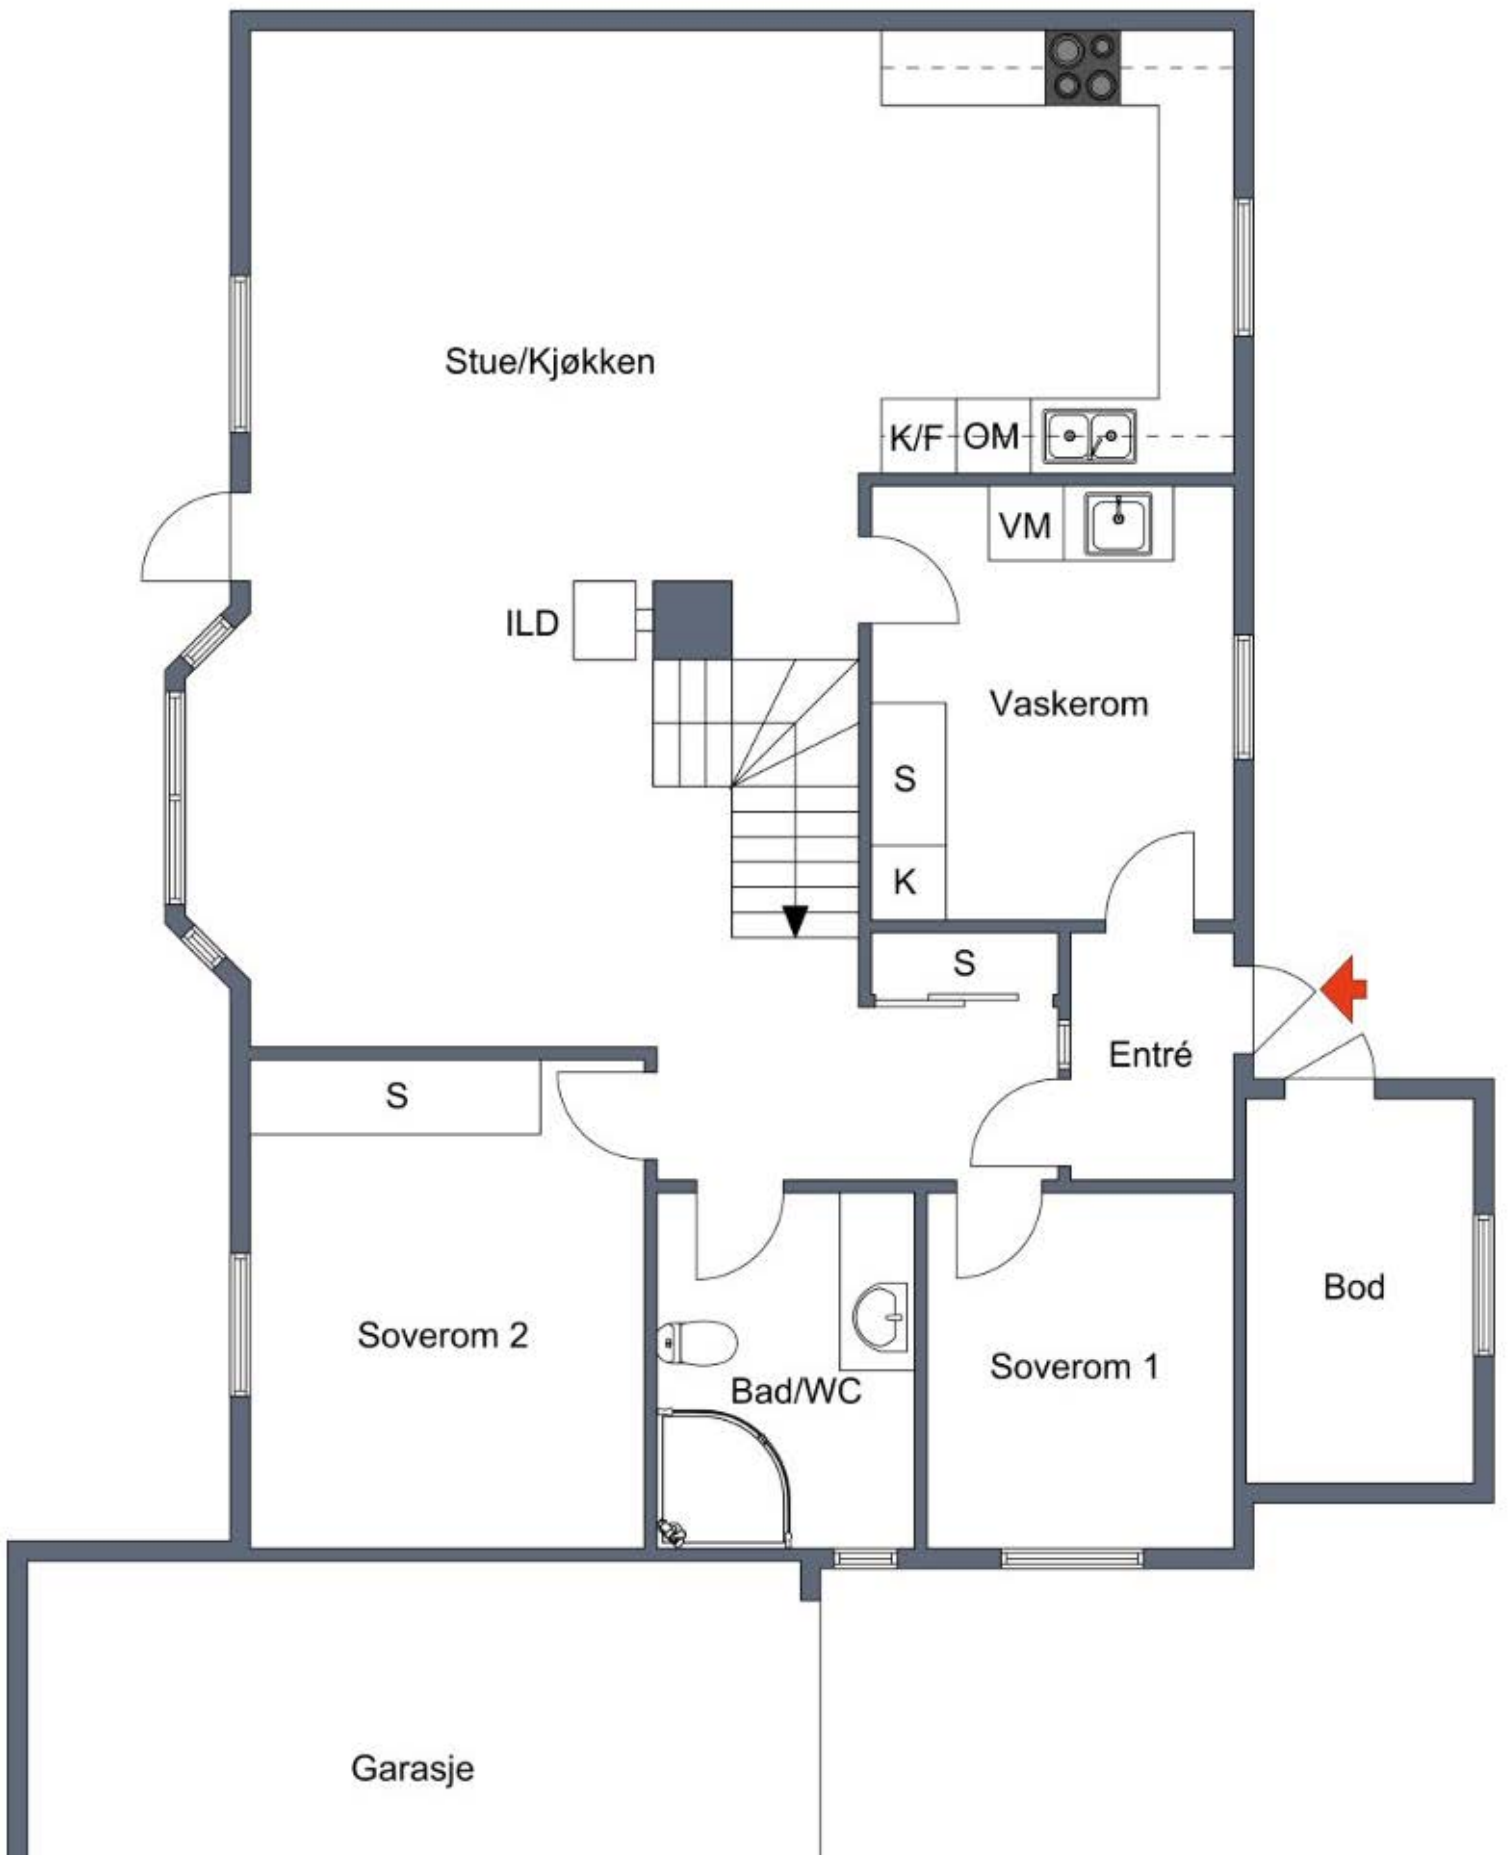 Stue/Kjøkken
K/F
OM
VM
ILD
Vaskerom
S
K
S
Entré
S
Soverom 2
Bad/WC
Soverom 1
Bod
Garasje